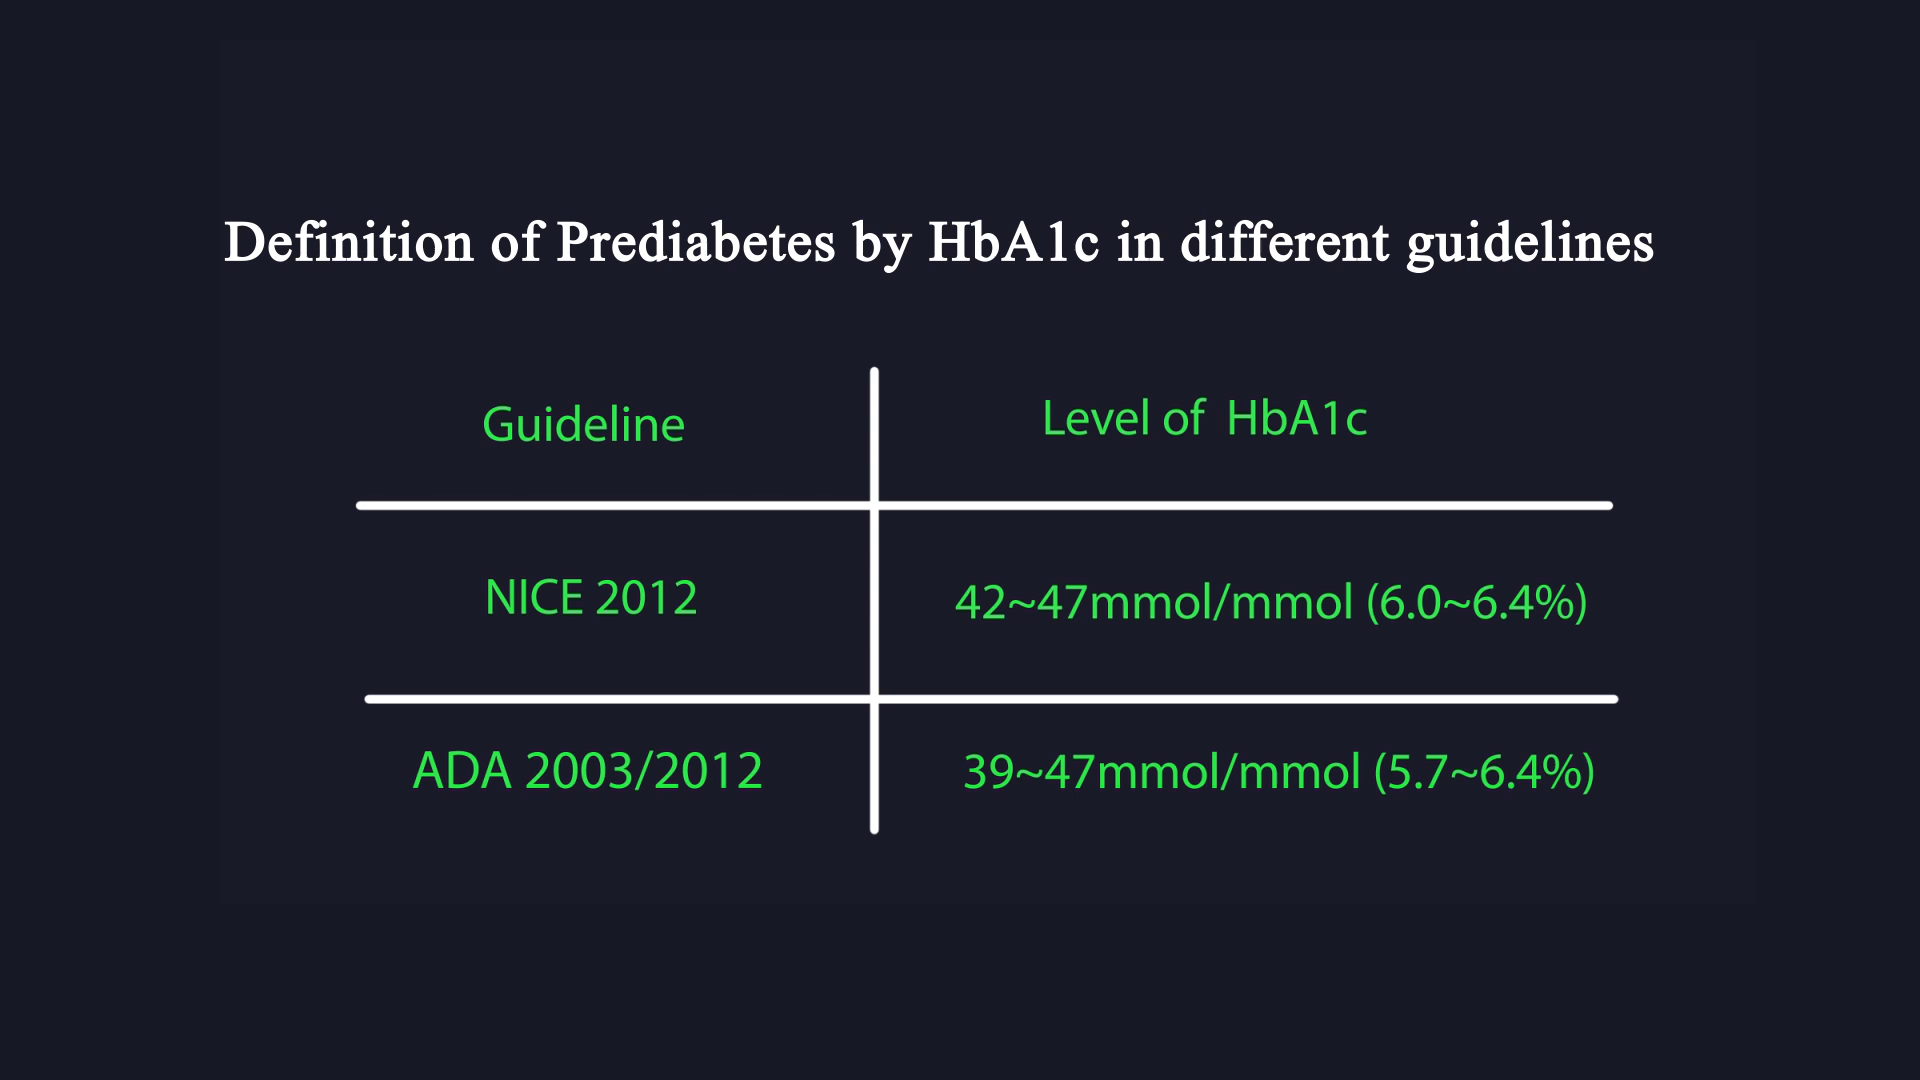 Definition of Prediabetes by HbA1c in different guidelines
Guideline
Level of HbA1c
NICE 2012
42~47mmol/mmol (6.0~6.4%)
ADA 2003/2012
39~47mmol/mmol (5.7~6.4%)